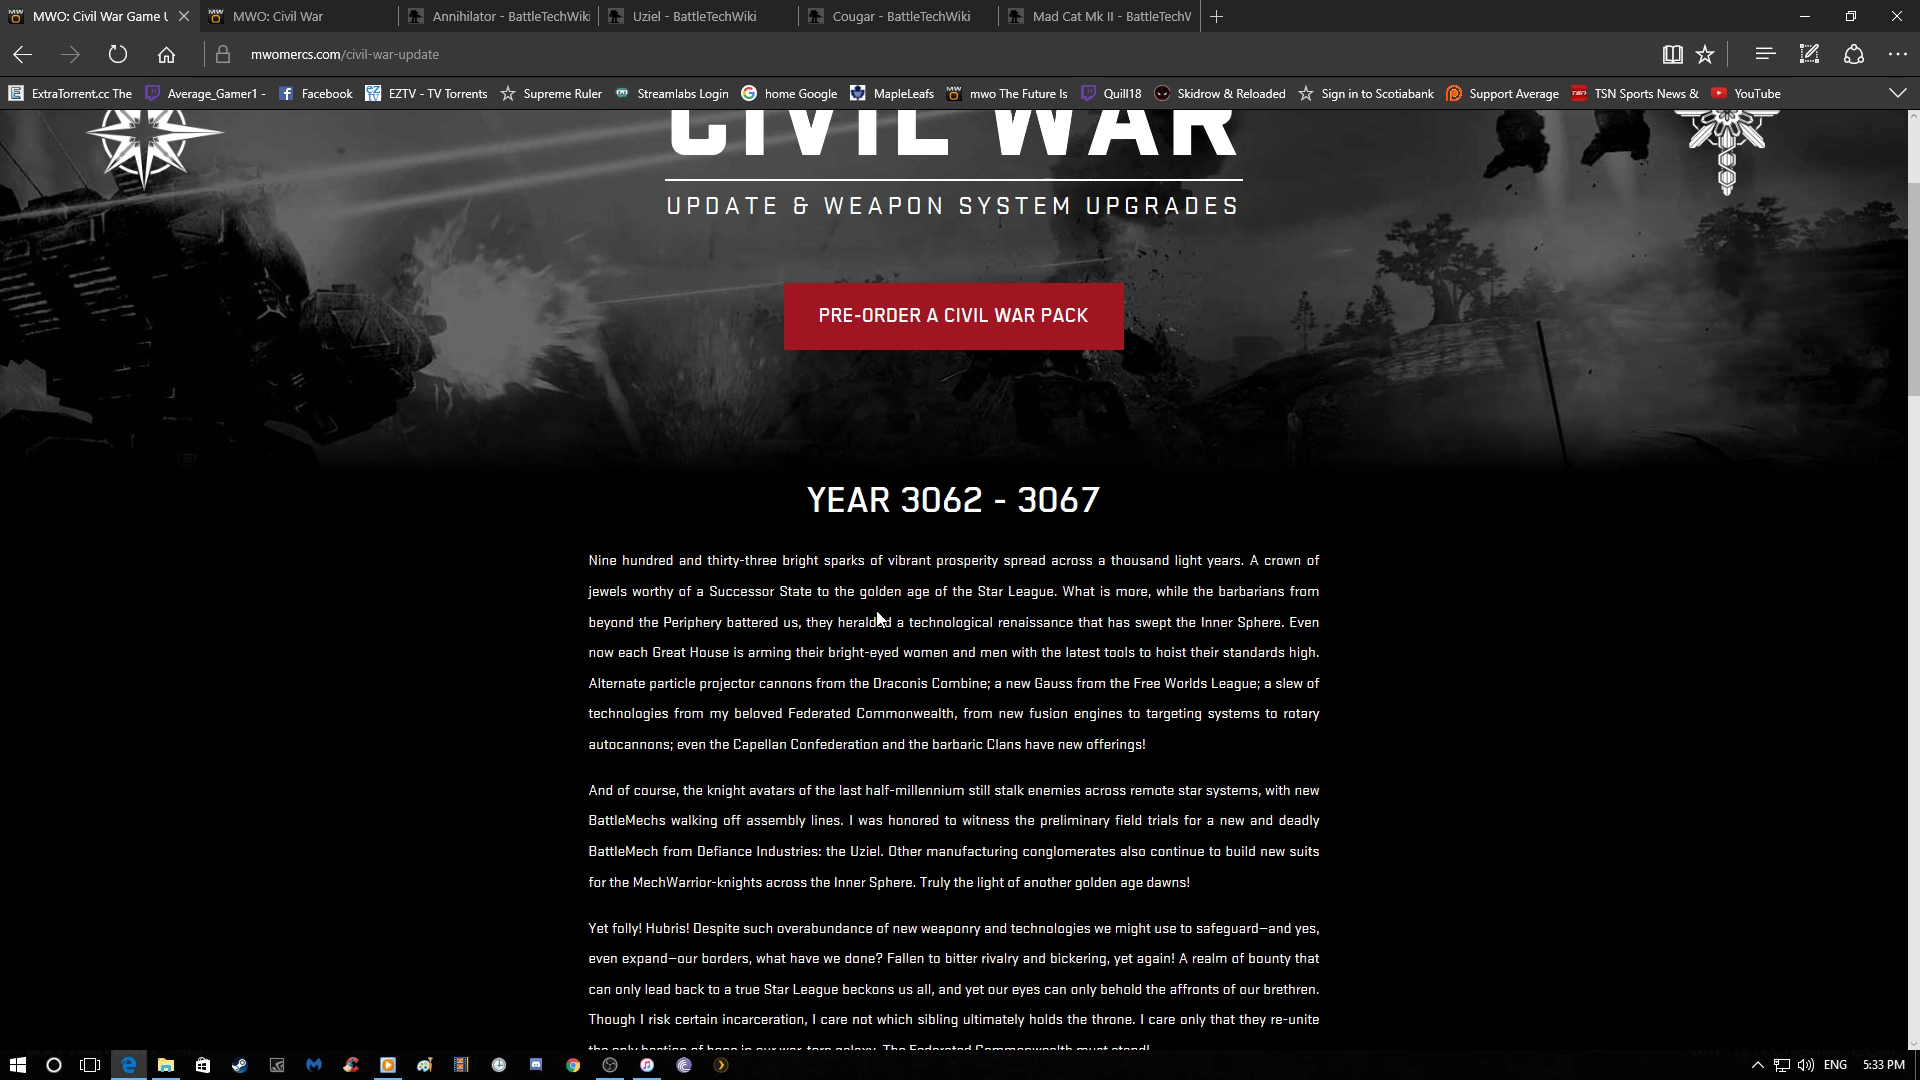 MWO: Civil War Game U
MWO: Civil War
Annihilator - BattleTechWiki
Uziel - BattleTechWiki
Cougar - BattleTechWiki
Mad Cat Mk II - BattleTechW
mwomercs.com/civil-war-update
ExtraTorrent.cc The
Average_Gamer1 -
Facebook
EZTV - TV Torrents
Supreme Ruler
Streamlabs Login
home Google
MapleLeafs
mwo The Future Is
Quill18
Skidrow & Reloaded
Sign in to Scotiabank
Support Average
TSN Sports News &
YouTube
CIVIL WAR
UPDATE & WEAPON SYSTEM UPGRADES
PRE-ORDER A CIVIL WAR PACK
YEAR 3062 - 3067
Nine hundred and thirty-three bright sparks of vibrant prosperity spread across a thousand light years. A crown of
jewels worthy of a Successor State to the golden age of the Star League. What is more, while the barbarians from
beyond the Periphery battered us, they heralded a technological renaissance that has swept the Inner Sphere. Even
now each Great House is arming their bright-eyed women and men with the latest tools to hoist their standards high.
Alternate particle projector cannons from the Draconis Combine; a new Gauss from the Free Worlds League; a slew of
technologies from my beloved Federated Commonwealth, from new fusion engines to targeting systems to rotary
autocannons; even the Capellan Confederation and the barbaric Clans have new offerings!
And of course, the knight avatars of the last half-millennium still stalk enemies across remote star systems, with new
BattleMechs walking off assembly lines. I was honored to witness the preliminary field trials for a new and deadly
BattleMech from Defiance Industries: the Uziel. Other manufacturing conglomerates also continue to build new suits
for the MechWarrior-knights across the Inner Sphere. Truly the light of another golden age dawns!
Yet folly! Hubris! Despite such overabundance of new weaponry and technologies we might use to safeguard—and yes,
even expand—our borders, what have we done? Fallen to bitter rivalry and bickering, yet again! A realm of bounty that
can only lead back to a true Star League beckons us all, and yet our eyes can only behold the affronts of our brethren.
Though I risk certain incarceration, I care not which sibling ultimately holds the throne. I care only that they re-unite
the only bastion of hope in our war-torn galaxy. The Federated Commonwealth must stand!
ENG
5:33 PM